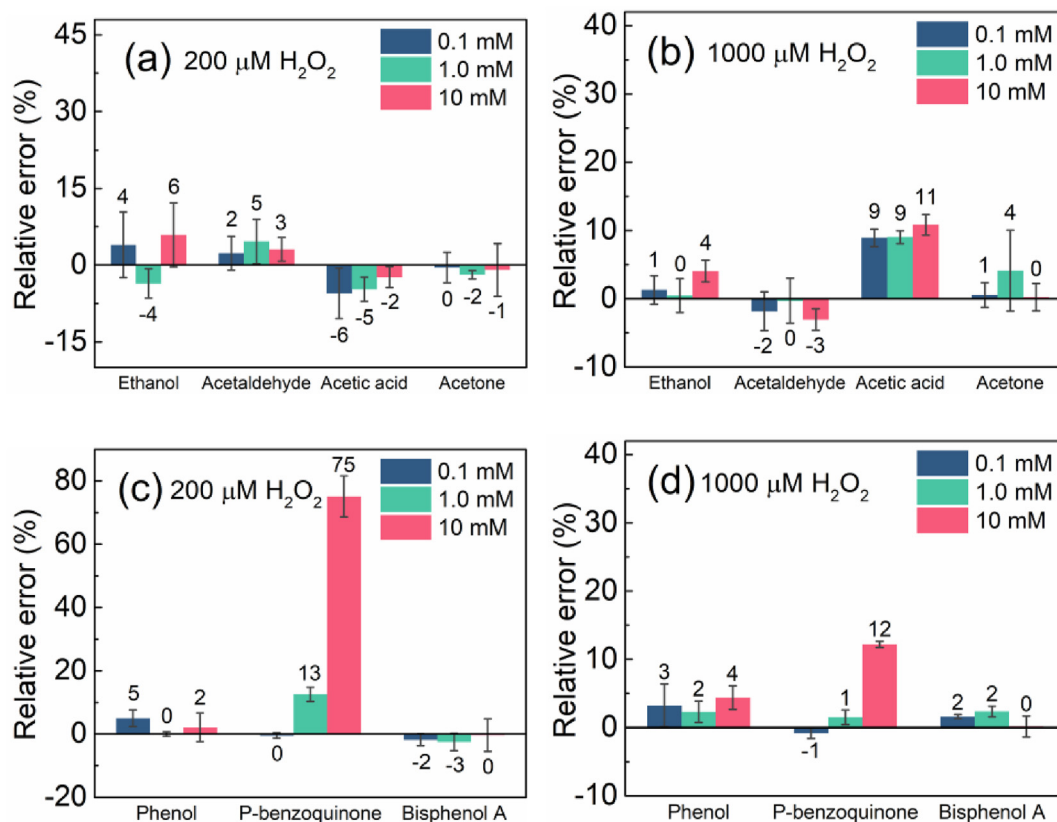 (a) 200 μM H₂O₂
0.1 mM
1.0 mM
10 mM
Relative error (%)
45
30
15
0
-15
4
-4
6
2
5
3
-6
-5
-2
0
-2
-1
Ethanol Acetaldehyde Acetic acid Acetone
(b) 1000 μM H₂O₂
0.1 mM
1.0 mM
10 mM
Relative error (%)
40
30
20
10
0
-10
1
0
4
-2
0
-3
9
9
11
1
4
0
Ethanol Acetaldehyde Acetic acid Acetone
(c) 200 μM H₂O₂
0.1 mM
1.0 mM
10 mM
Relative error (%)
80
60
40
20
0
-20
5
0
2
0
13
75
-2
-3
0
Phenol P-benzoquinone Bisphenol A
(d) 1000 μM H₂O₂
0.1 mM
1.0 mM
10 mM
Relative error (%)
40
30
20
10
0
-10
3
2
4
-1
1
12
2
2
0
Phenol P-benzoquinone Bisphenol A